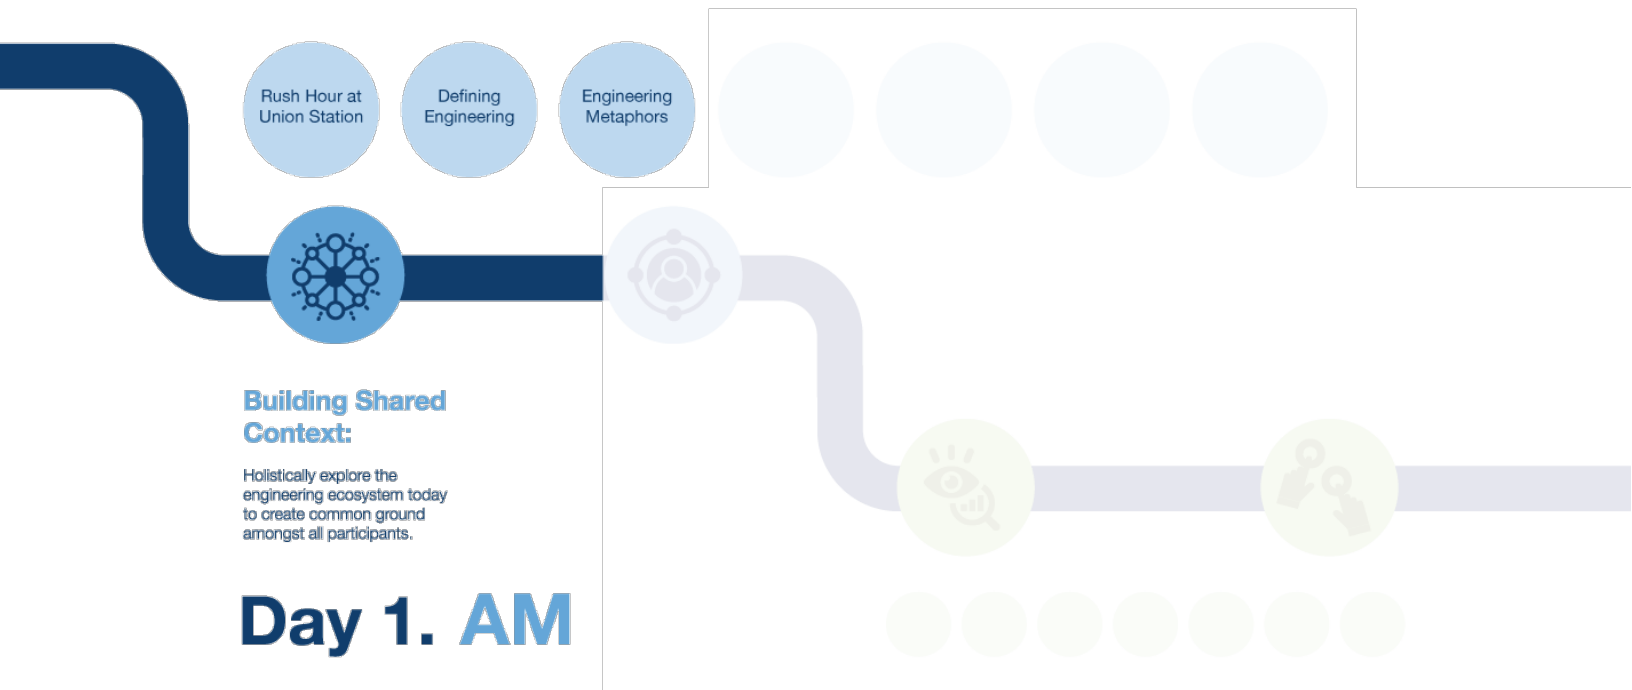 Rush Hour at
Union Station
Defining
Engineering
Engineering
Metaphors
Building Shared
Context:
Holistically explore the
engineering ecosystem today
to create common ground
amongst all participants.
Day 1. AM